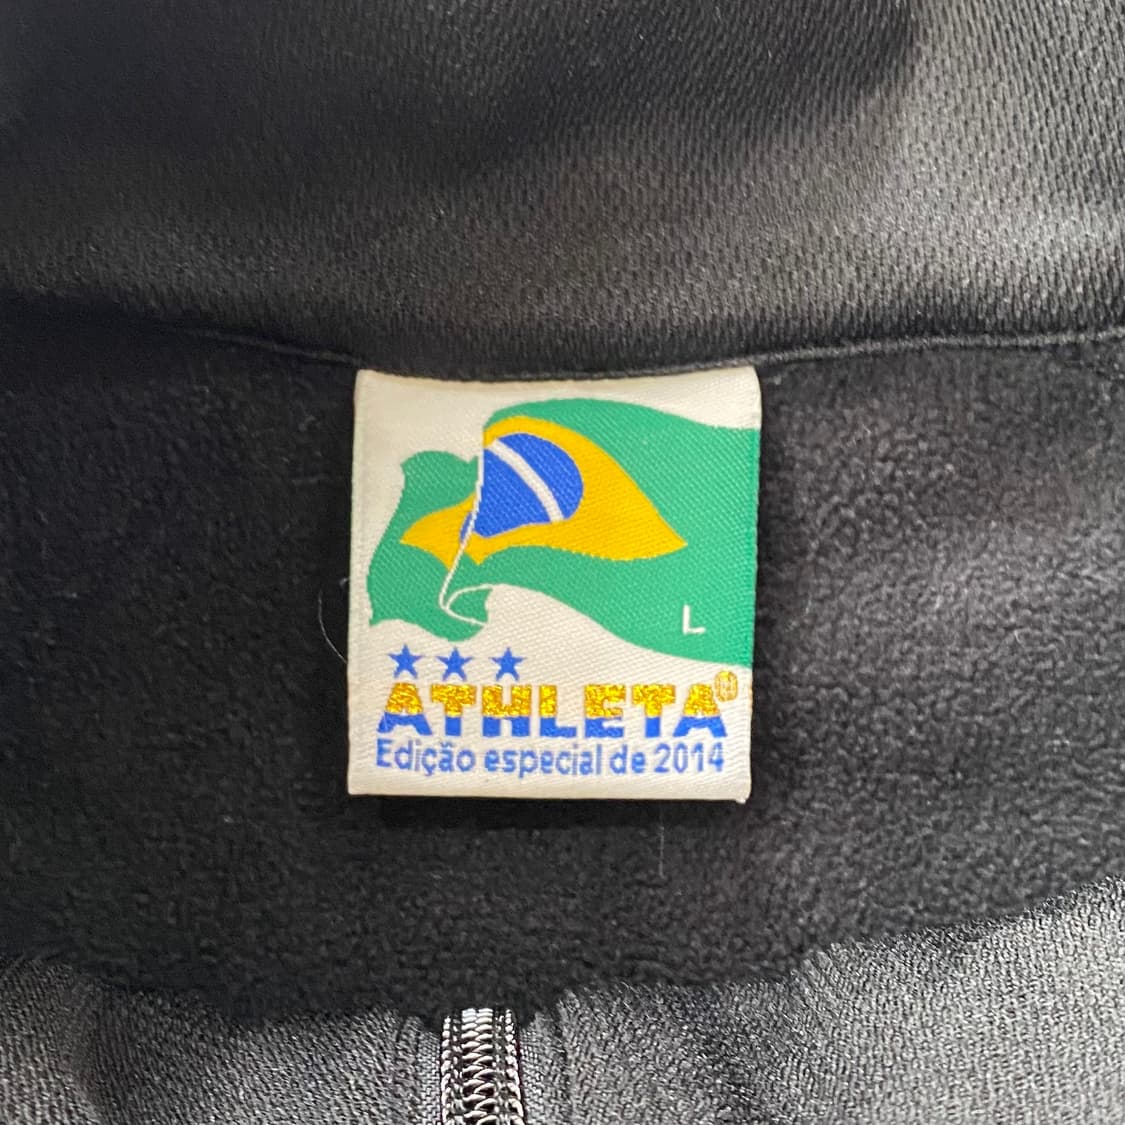 L
ATHLETA®
Edição especial de 2014